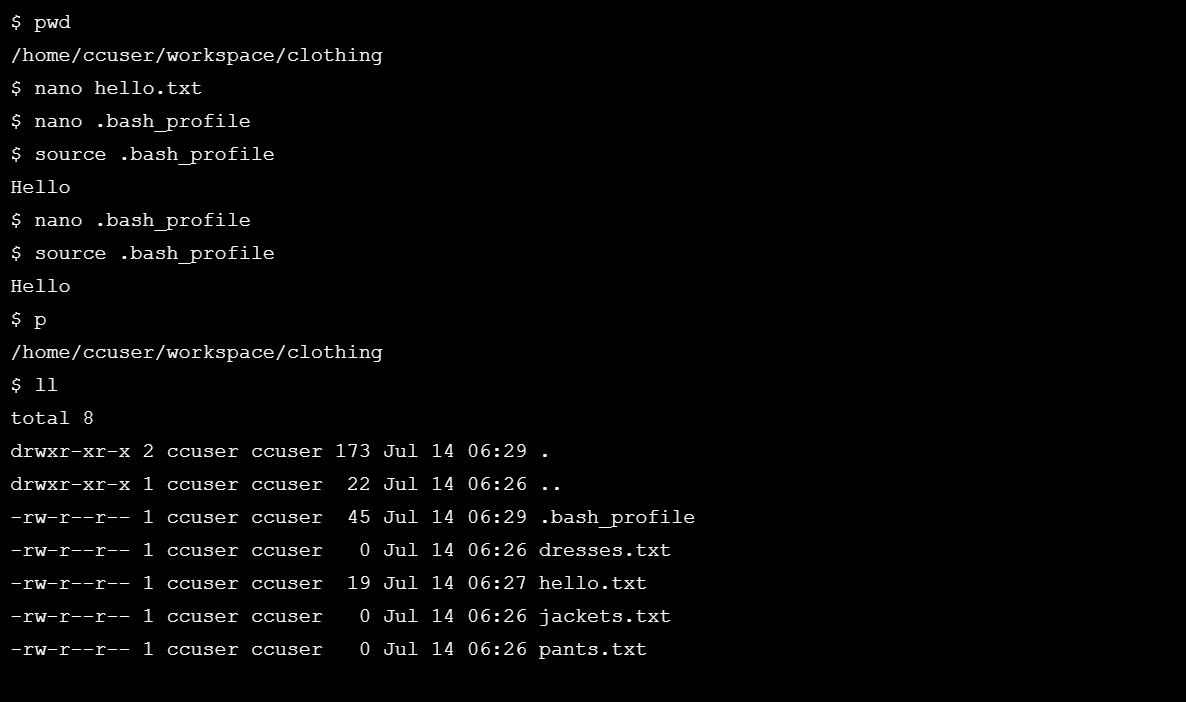 $ pwd
/home/ccuser/workspace/clothing
$ nano hello.txt
$ nano .bash_profile
$ source .bash_profile
Hello
$ nano .bash_profile
$ source .bash_profile
Hello
$ p
/home/ccuser/workspace/clothing
$ ll
total 8
drwxr-xr-x 2 ccuser ccuser 173 Jul 14 06:29 .
drwxr-xr-x 1 ccuser ccuser  22 Jul 14 06:26 ..
-rw-r--r-- 1 ccuser ccuser  45 Jul 14 06:29 .bash_profile
-rw-r--r-- 1 ccuser ccuser   0 Jul 14 06:26 dresses.txt
-rw-r--r-- 1 ccuser ccuser  19 Jul 14 06:27 hello.txt
-rw-r--r-- 1 ccuser ccuser   0 Jul 14 06:26 jackets.txt
-rw-r--r-- 1 ccuser ccuser   0 Jul 14 06:26 pants.txt